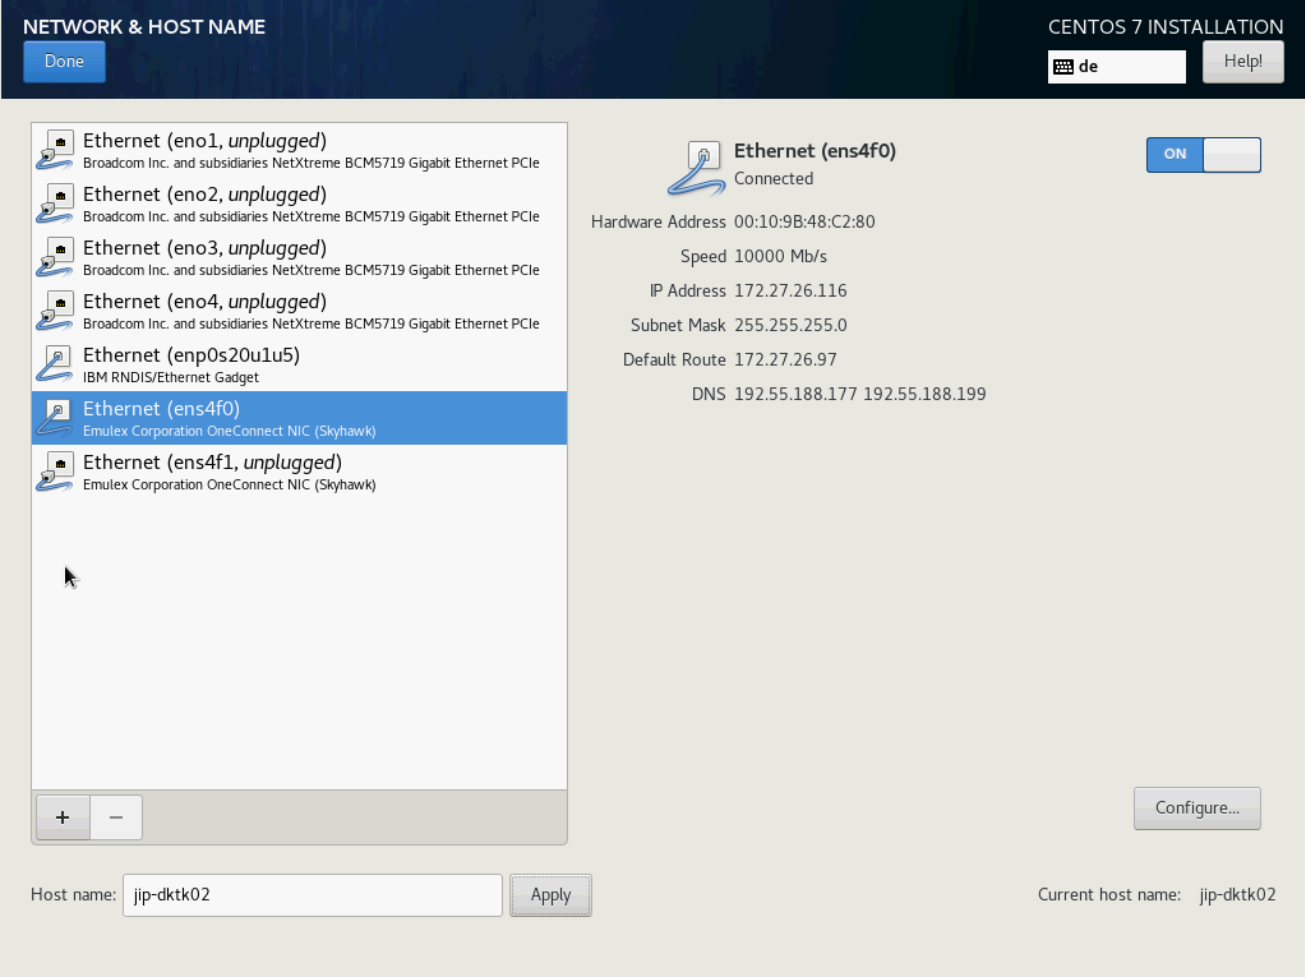 NETWORK & HOST NAME
CENTOS 7 INSTALLATION
Done
de
Help!
Ethernet (eno1, unplugged)
Broadcom Inc. and subsidiaries NetXtreme BCM5719 Gigabit Ethernet PCIe
Ethernet (eno2, unplugged)
Broadcom Inc. and subsidiaries NetXtreme BCM5719 Gigabit Ethernet PCIe
Ethernet (eno3, unplugged)
Broadcom Inc. and subsidiaries NetXtreme BCM5719 Gigabit Ethernet PCIe
Ethernet (eno4, unplugged)
Broadcom Inc. and subsidiaries NetXtreme BCM5719 Gigabit Ethernet PCIe
Ethernet (enp0s20u1u5)
IBM RNDIS/Ethernet Gadget
Ethernet (ens4f0)
Emulex Corporation OneConnect NIC (Skyhawk)
Ethernet (ens4f1, unplugged)
Emulex Corporation OneConnect NIC (Skyhawk)
Ethernet (ens4f0)
Connected
ON
Hardware Address 00:10:9B:48:C2:80
Speed 10000 Mb/s
IP Address 172.27.26.116
Subnet Mask 255.255.255.0
Default Route 172.27.26.97
DNS 192.55.188.177 192.55.188.199
+ −
Configure...
Host name: jip-dktk02 Apply
Current host name: jip-dktk02